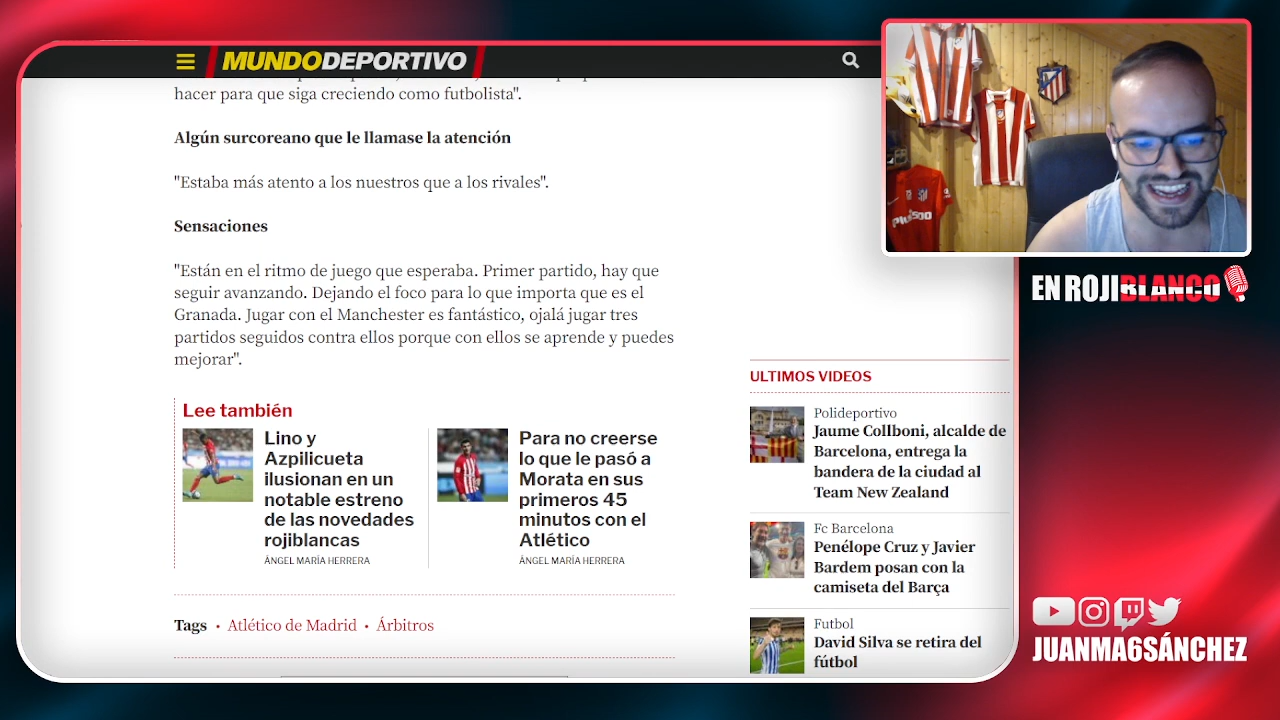 MUNDODEPORTIVO
hacer para que siga creciendo como futbolista".
Algún surcoreano que le llamase la atención
"Estaba más atento a los nuestros que a los rivales".
Sensaciones
"Están en el ritmo de juego que esperaba. Primer partido, hay que
seguir avanzando. Dejando el foco para lo que importa que es el
Granada. Jugar con el Manchester es fantástico, ojalá jugar tres
partidos seguidos contra ellos porque con ellos se aprende y puedes
mejorar".
Lee también
Lino y
Azpilicueta
ilusionan en un
notable estreno
de las novedades
rojiblancas
ÁNGEL MARÍA HERRERA
Para no creerse
lo que le pasó a
Morata en sus
primeros 45
minutos con el
Atlético
ÁNGEL MARÍA HERRERA
Tags • Atlético de Madrid • Árbitros
ULTIMOS VIDEOS
Polideportivo
Jaume Collboni, alcalde de
Barcelona, entrega la
bandera de la ciudad al
Team New Zealand
Fc Barcelona
Penélope Cruz y Javier
Bardem posan con la
camiseta del Barça
Futbol
David Silva se retira del
fútbol
Plus500
EN ROJIBLANCO
JUANMA6SÁNCHEZ